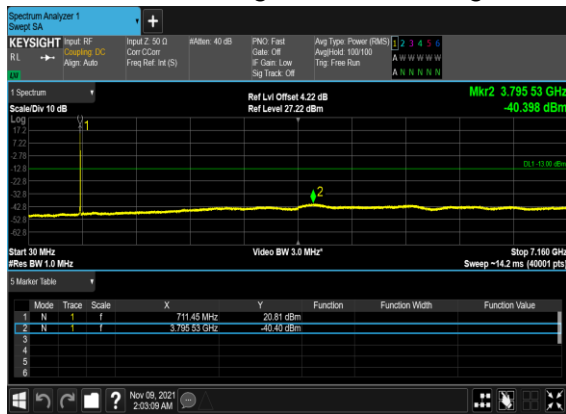 Spectrum Analyzer 1
Swept SA
KEYSIGHT Input: RF Input Z: 50 Ω #Atten: 40 dB PNO: Fast Avg Type: Power (RMS) 1 2 3 4 5 6
RL Coupling: DC Corr CCorr Gate: Off Avg|Hold: 100/100 A W W W W W
Align: Auto Freq Ref: Int (S) IF Gain: Low Trig: Free Run
Sig Track: Off A N N N N N
1 Spectrum Ref Lvl Offset 4.22 dB Mkr2 3.795 53 GHz
Scale/Div 10 dB Ref Level 27.22 dBm -40.398 dBm
Log
17.2
7.22
-2.78
-12.8
-22.8
-32.8
-42.8
-52.8
-62.8
1
DL1 -13.00 dBm
2
Start 30 MHz Video BW 3.0 MHz* Stop 7.160 GHz
#Res BW 1.0 MHz Sweep ~14.2 ms (40001 pts)
5 Marker Table
Mode Trace Scale X Y Function Function Width Function Value
1 N 1 f 711.45 MHz 20.81 dBm
2 N 1 f 3.795 53 GHz -40.40 dBm
3
4
5
6
? Nov 09, 2021
2:03:09 AM